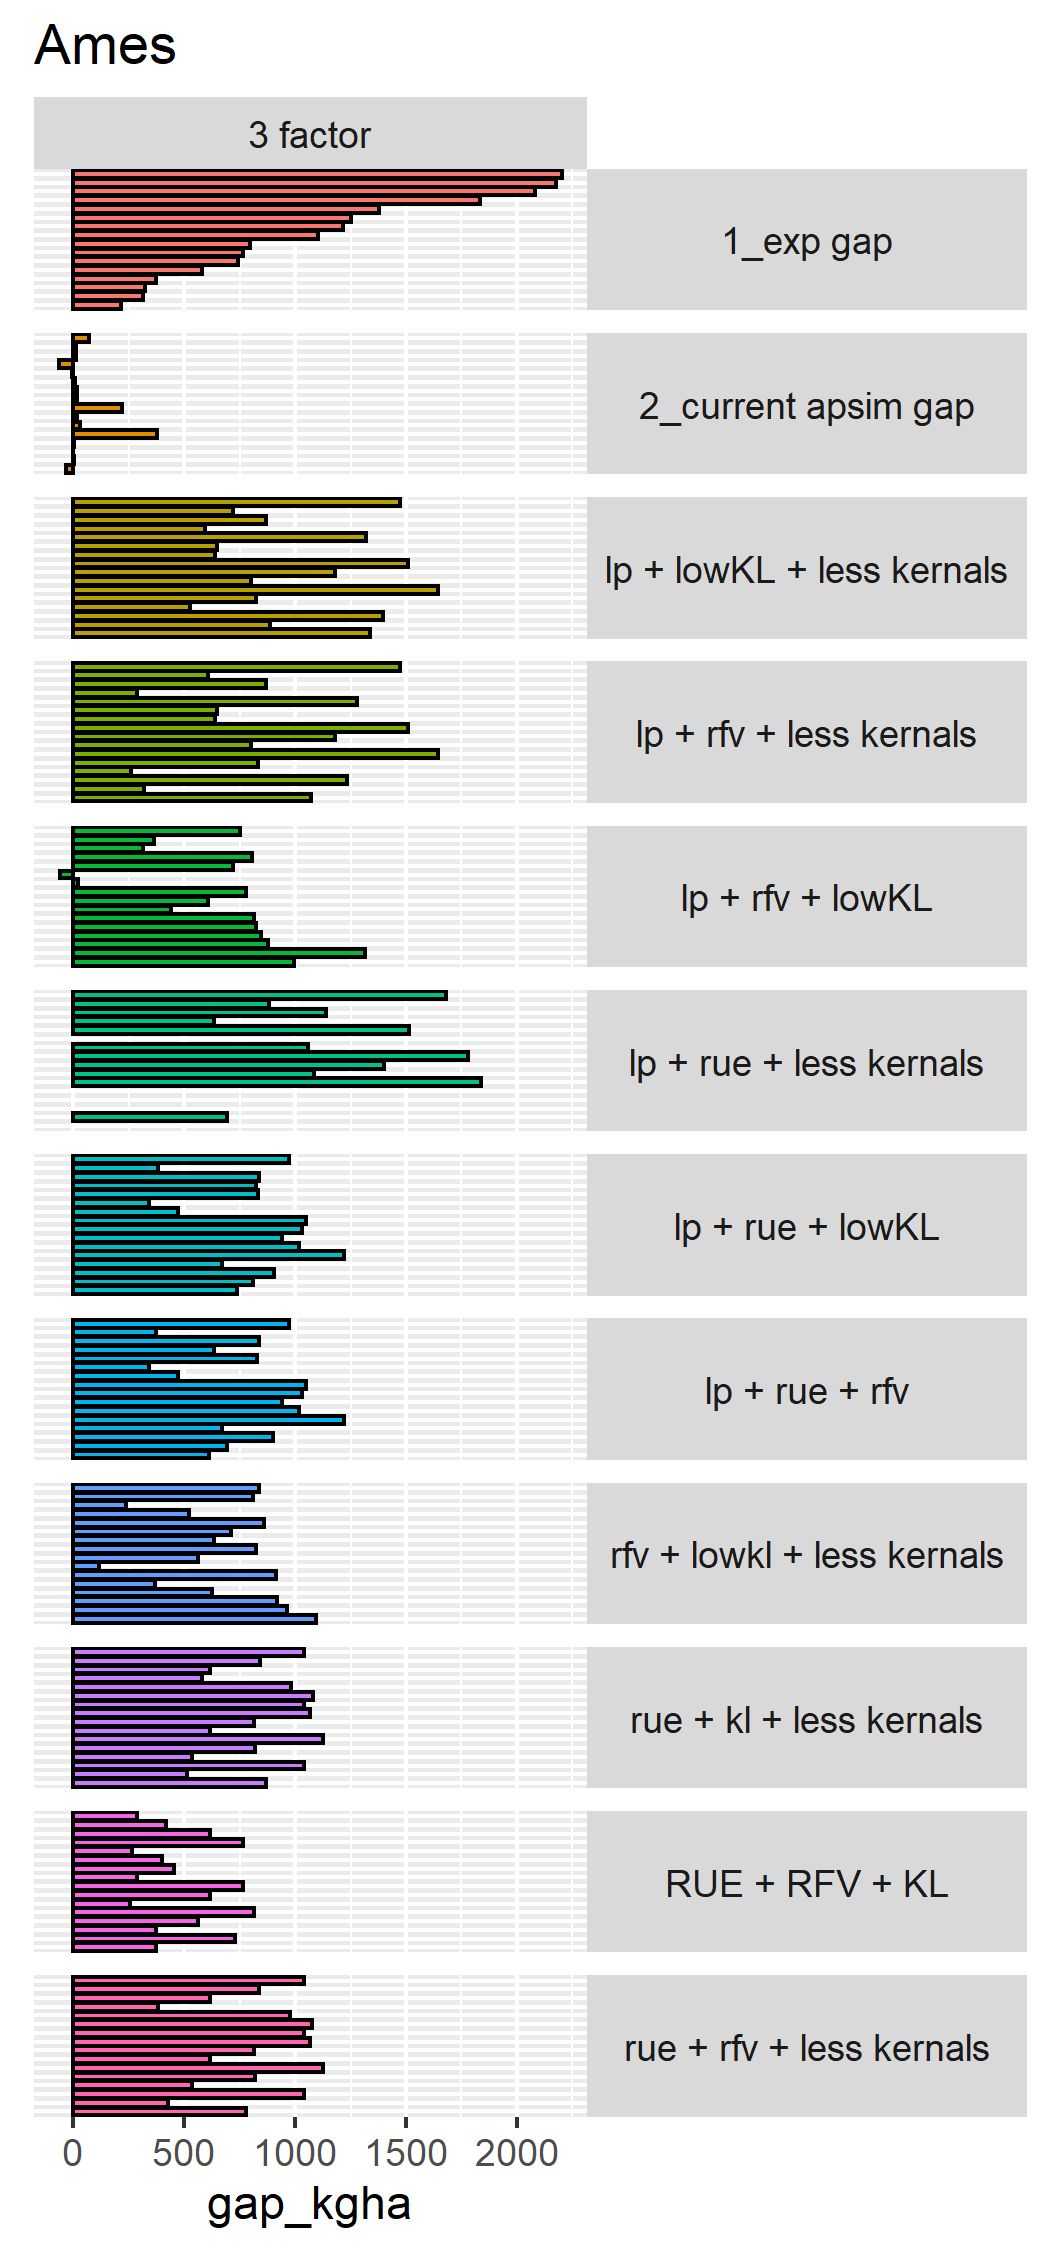 Ames
3 factor
1_exp gap
2_current apsim gap
lp + lowKL + less kernals
lp + rfv + less kernals
lp + rfv + lowKL
lp + rue + less kernals
lp + rue + lowKL
lp + rue + rfv
rfv + lowkl + less kernals
rue + kl + less kernals
RUE + RFV + KL
rue + rfv + less kernals
0 500 1000 1500 2000
gap_kgha